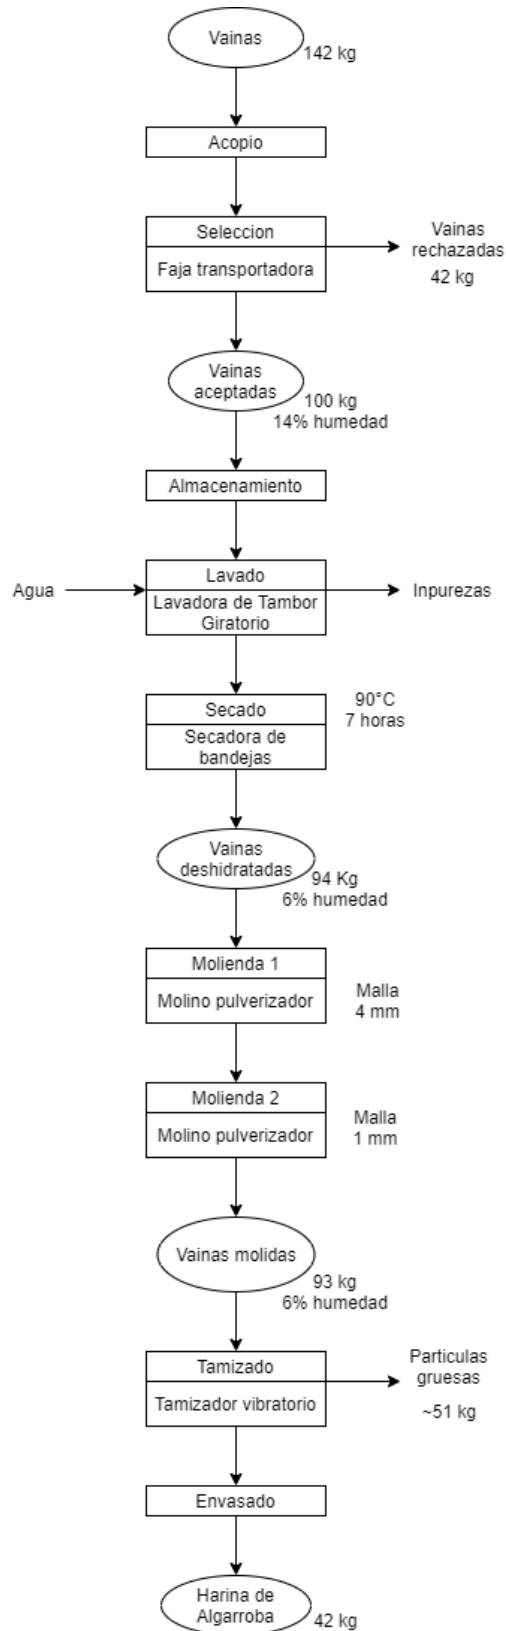 Vainas
142 kg
Acopio
Seleccion
Faja transportadora
Vainas
rechazadas
42 kg
Vainas
aceptadas
100 kg
14% humedad
Almacenamiento
Agua
Lavado
Lavadora de Tambor
Giratorio
Inpurezas
Secado
Secadora de
bandejas
90°C
7 horas
Vainas
deshidratadas
94 Kg
6% humedad
Molienda 1
Molino pulverizador
Malla
4 mm
Molienda 2
Molino pulverizador
Malla
1 mm
Vainas molidas
93 kg
6% humedad
Tamizado
Tamizador vibratorio
Particulas
gruesas
~51 kg
Envasado
Harina de
Algarroba
42 kg